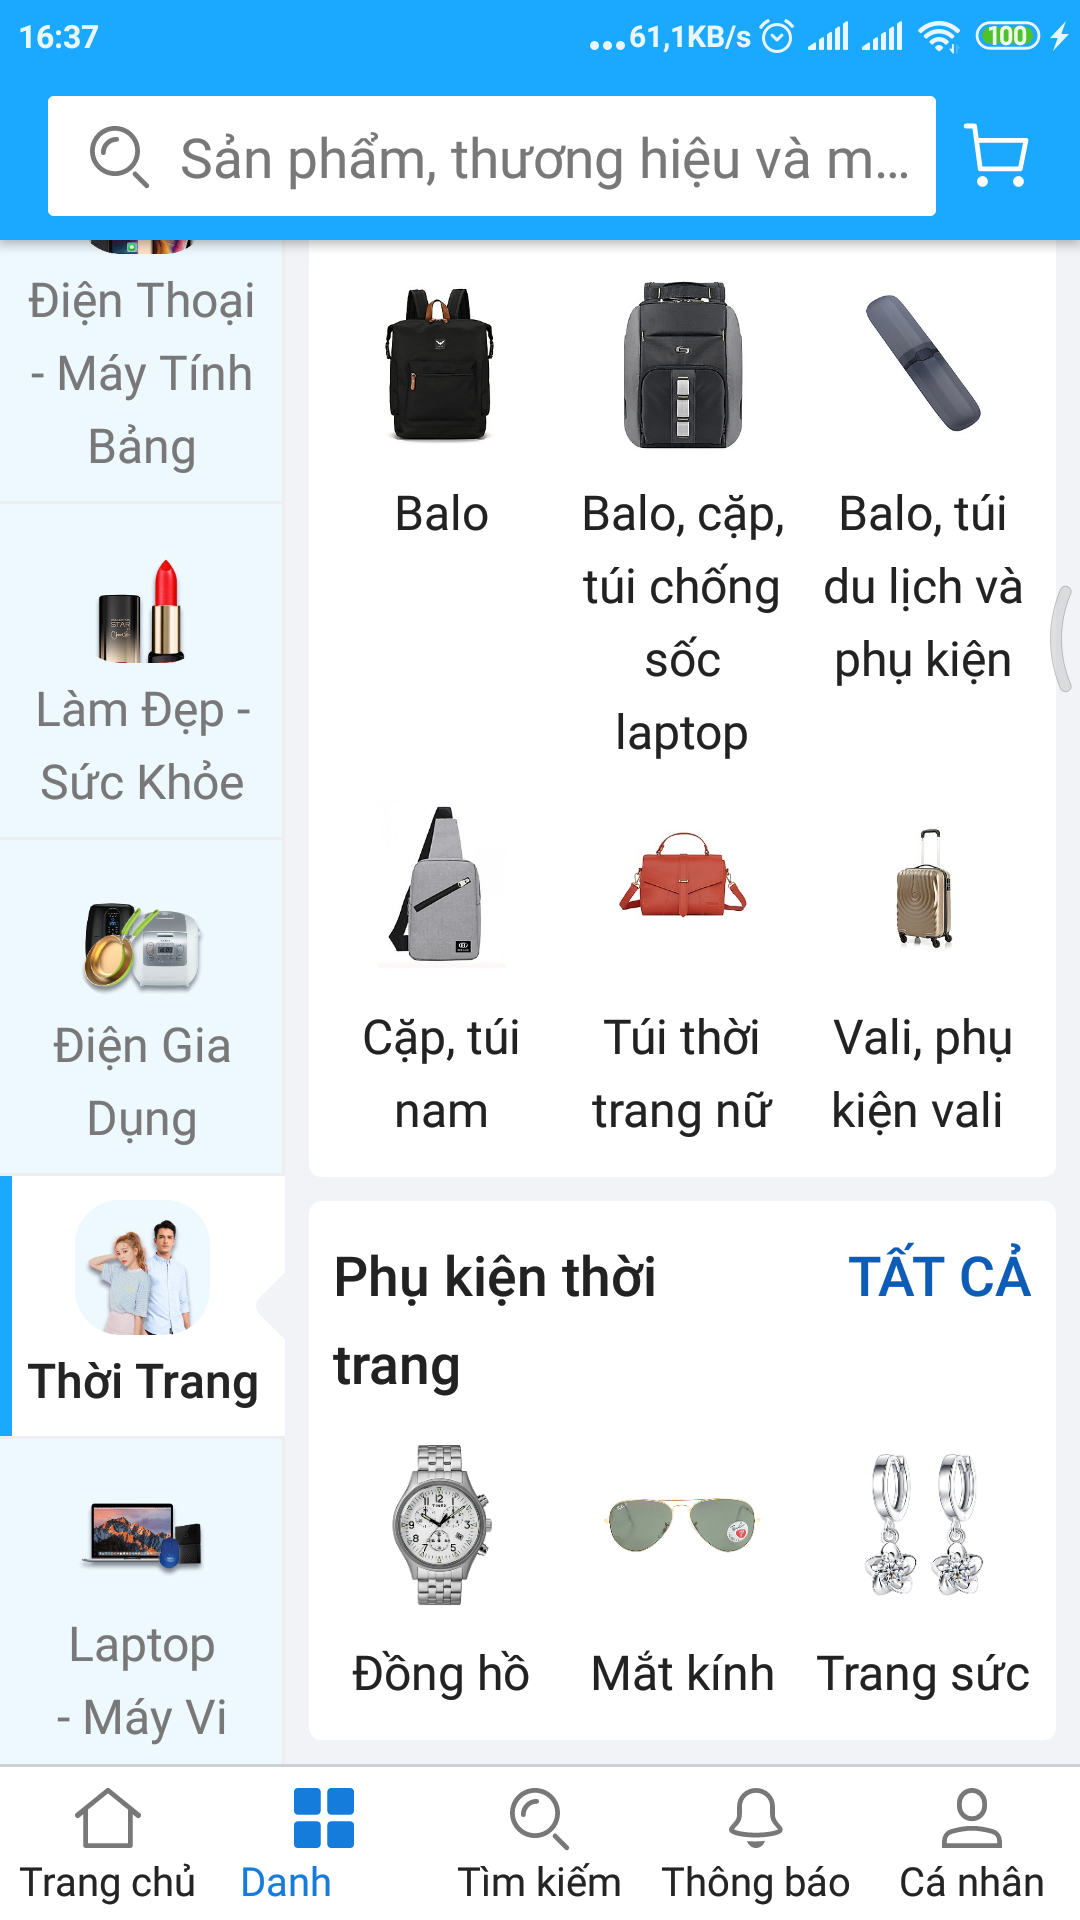 16:37
...61,1KB/s
100
Sản phẩm, thương hiệu và m...
Điện Thoại
- Máy Tính
Bảng
Làm Đẹp -
Sức Khỏe
Điện Gia
Dụng
Thời Trang
Laptop
- Máy Vi
Balo
Balo, cặp,
túi chống
sốc
laptop
Balo, túi
du lịch và
phụ kiện
Cặp, túi
nam
Túi thời
trang nữ
Vali, phụ
kiện vali
Phụ kiện thời
trang
TẤT CẢ
Đồng hồ
Mắt kính
Trang sức
Trang chủ
Danh
Tìm kiếm
Thông báo
Cá nhân